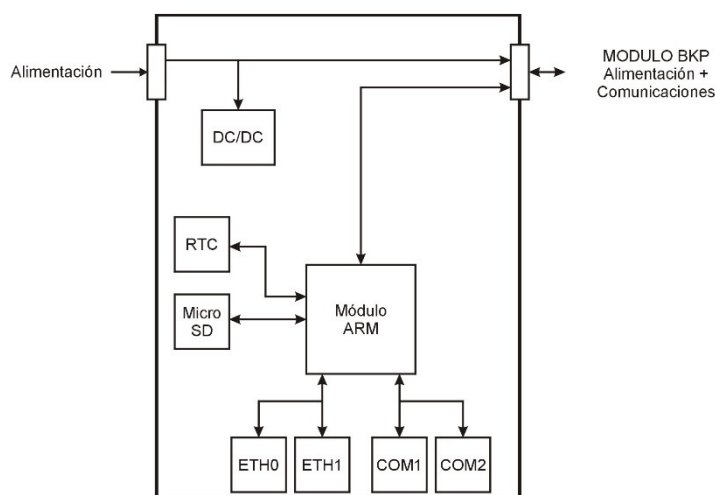 Alimentación
MODULO BKP
Alimentación +
Comunicaciones
DC/DC
RTC
Micro
SD
Módulo
ARM
ETH0
ETH1
COM1
COM2